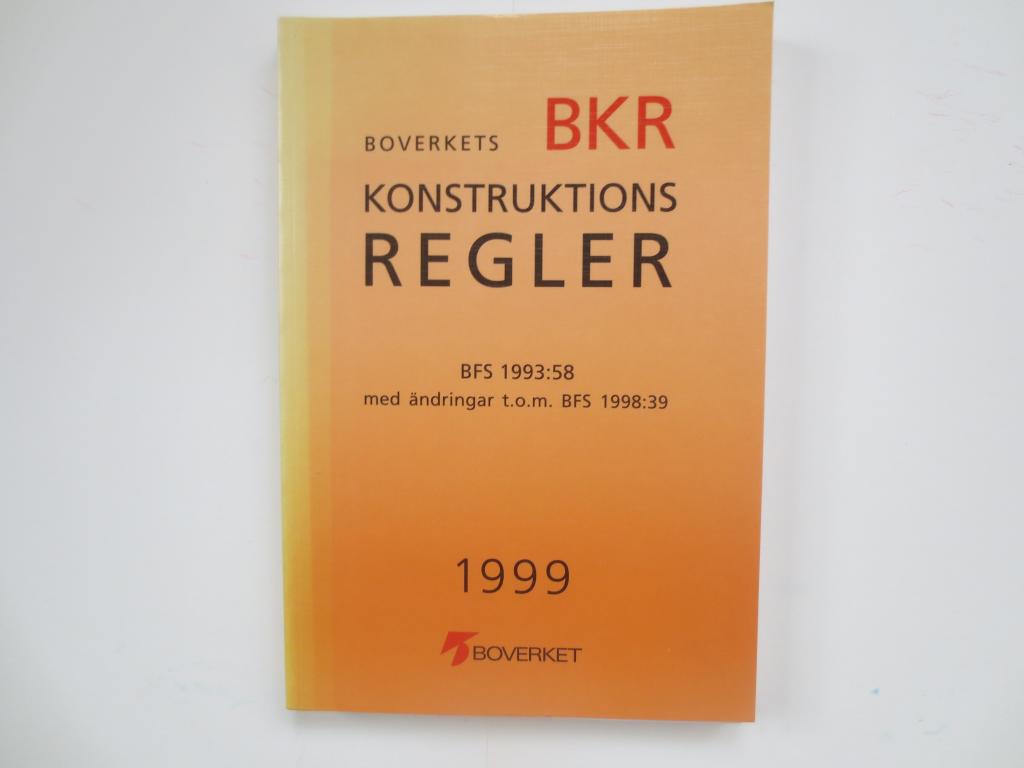 BOVERKETS BKR
KONSTRUKTIONS
REGLER
BFS 1993:58
med ändringar t.o.m. BFS 1998:39
1999
BOVERKET